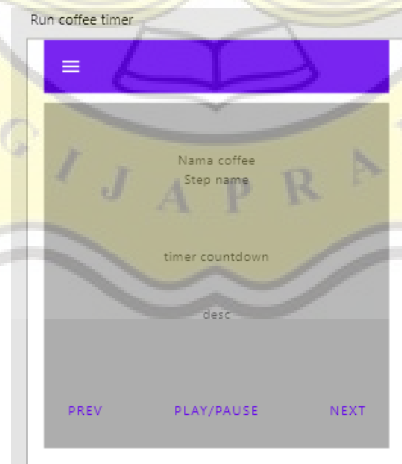 Run coffee timer
G I J A P R A
Nama coffee
Step name
timer countdown
desc
PREV PLAY/PAUSE NEXT